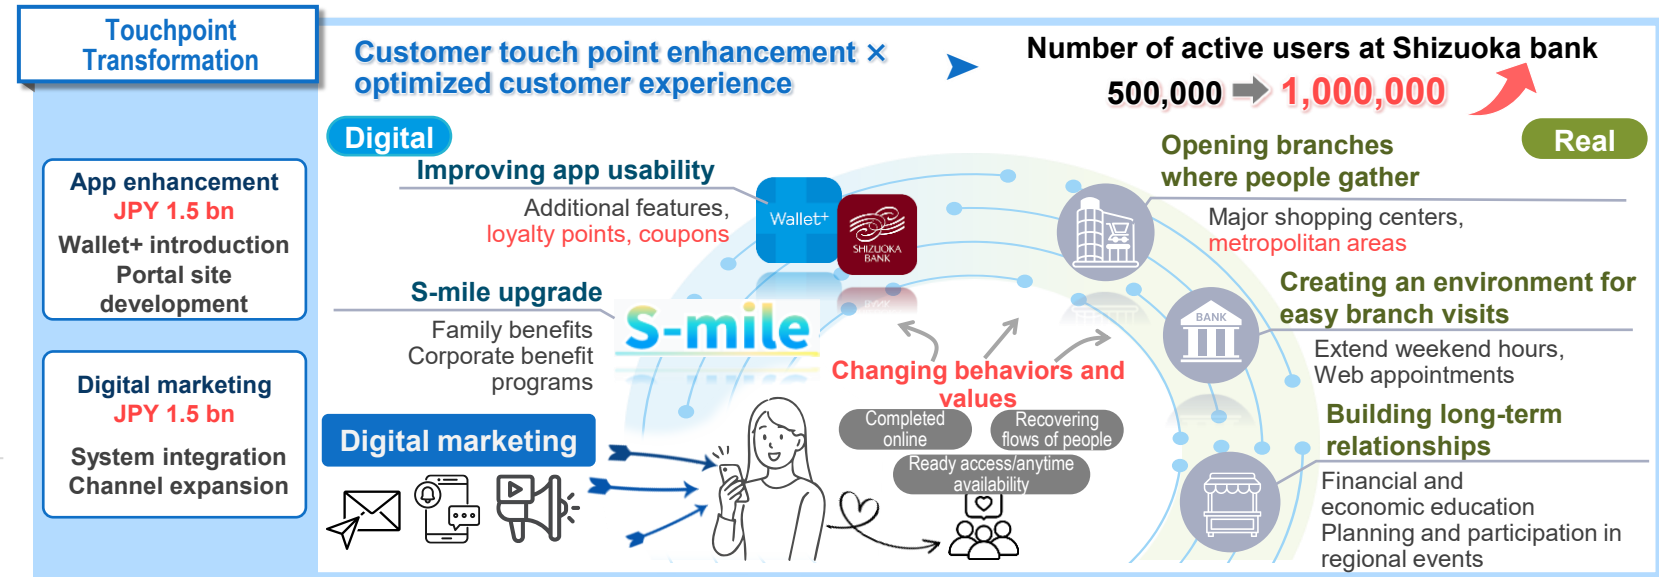 Touchpoint
Transformation
Customer touch point enhancement ×
optimized customer experience
Number of active users at Shizuoka bank
500,000
1,000,000
App enhancement
JPY 1.5 bn
Wallet+ introduction
Portal site
development
Digital marketing
JPY 1.5 bn
System integration
Channel expansion
Digital
Improving app usability
Additional features,
loyalty points, coupons
S-mile upgrade
Family benefits
Corporate benefit
programs
Wallet+
SHIZUOKA
BANK
S-mile
Digital marketing
Changing behaviors and
values
Completed
online
Recovering
flows of people
Ready access/anytime
availability
Real
Opening branches
where people gather
Major shopping centers,
metropolitan areas
Creating an environment for
easy branch visits
BANK
Extend weekend hours,
Web appointments
Building long-term
relationships
Financial and
economic education
Planning and participation in
regional events